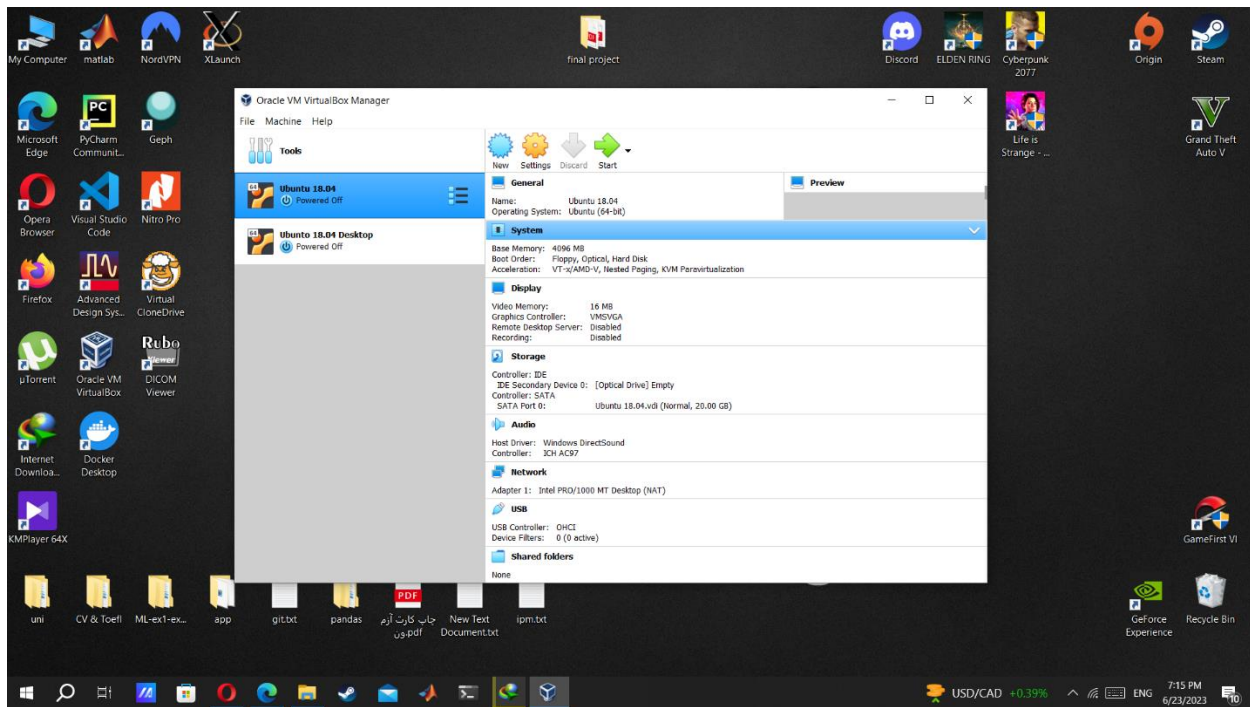 My Computer
matlab
NordVPN
XLaunch
final project
Discord
ELDEN RING
Cyberpunk
2077
Origin
Steam
Microsoft
Edge
PC
PyCharm
Communit...
Geph
Life is
Strange - ...
Grand Theft
Auto V
Opera
Browser
Visual Studio
Code
Nitro Pro
Firefox
Advanced
Design Sys...
Virtual
CloneDrive
µTorrent
Oracle VM
VirtualBox
Rubo
Viewer
DICOM
Viewer
Internet
Downloa...
Docker
Desktop
KMPlayer 64X
GameFirst VI
Oracle VM VirtualBox Manager
File Machine Help
Tools
New Settings Discard Start
64
Ubuntu 18.04
Powered Off
64
Ubunto 18.04 Desktop
Powered Off
General
Name: Ubuntu 18.04
Operating System: Ubuntu (64-bit)
Preview
System
Base Memory: 4096 MB
Boot Order: Floppy, Optical, Hard Disk
Acceleration: VT-x/AMD-V, Nested Paging, KVM Paravirtualization
Display
Video Memory: 16 MB
Graphics Controller: VMSVGA
Remote Desktop Server: Disabled
Recording: Disabled
Storage
Controller: IDE
IDE Secondary Device 0: [Optical Drive] Empty
Controller: SATA
SATA Port 0: Ubuntu 18.04.vdi (Normal, 20.00 GB)
Audio
Host Driver: Windows DirectSound
Controller: ICH AC97
Network
Adapter 1: Intel PRO/1000 MT Desktop (NAT)
USB
USB Controller: OHCI
Device Filters: 0 (0 active)
Shared folders
None
uni
CV & Toefl
ML-ex1-ex...
app
git.txt
pandas
PDF
چاپ کارت آزم
ون.pdf
New Text
Document.txt
ipm.txt
GeForce
Experience
Recycle Bin
USD/CAD +0.39%
ENG
7:15 PM
6/23/2023
10